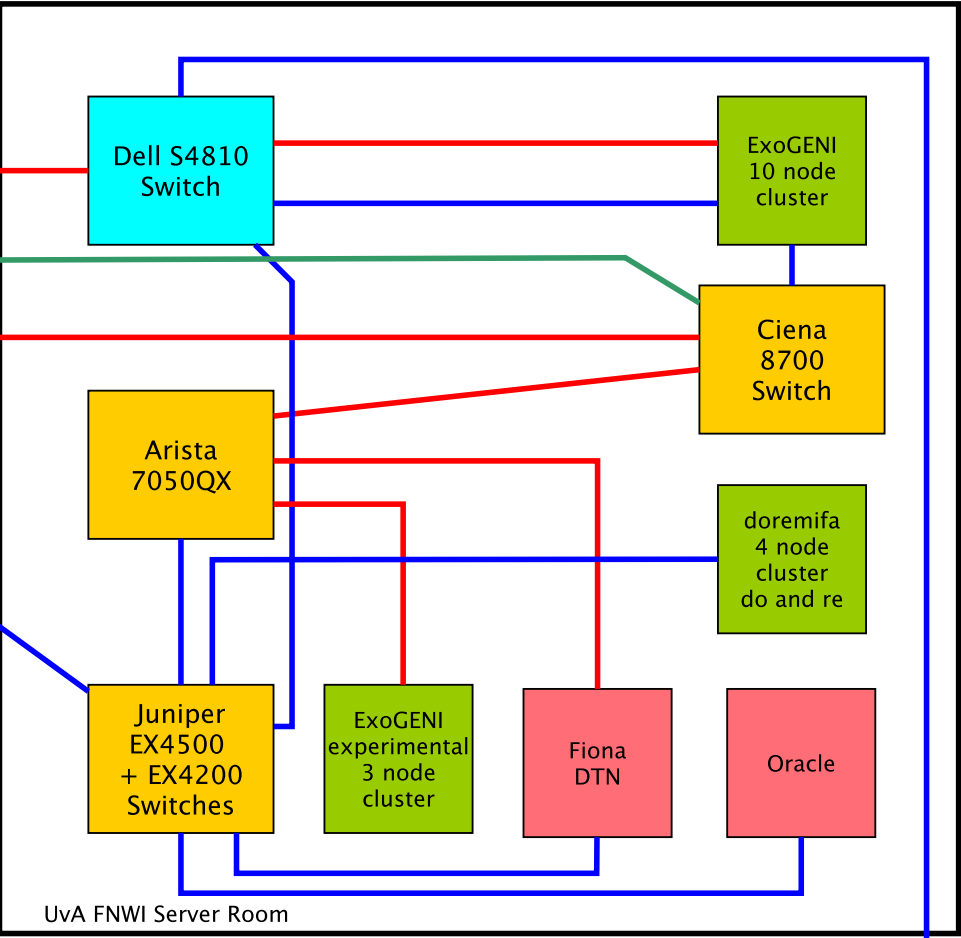 Dell S4810
Switch
ExoGENI
10 node
cluster
Ciena
8700
Switch
Arista
7050QX
doremifa
4 node
cluster
do and re
Juniper
EX4500
+ EX4200
Switches
ExoGENI
experimental
3 node
cluster
Fiona
DTN
Oracle
UvA FNWI Server Room